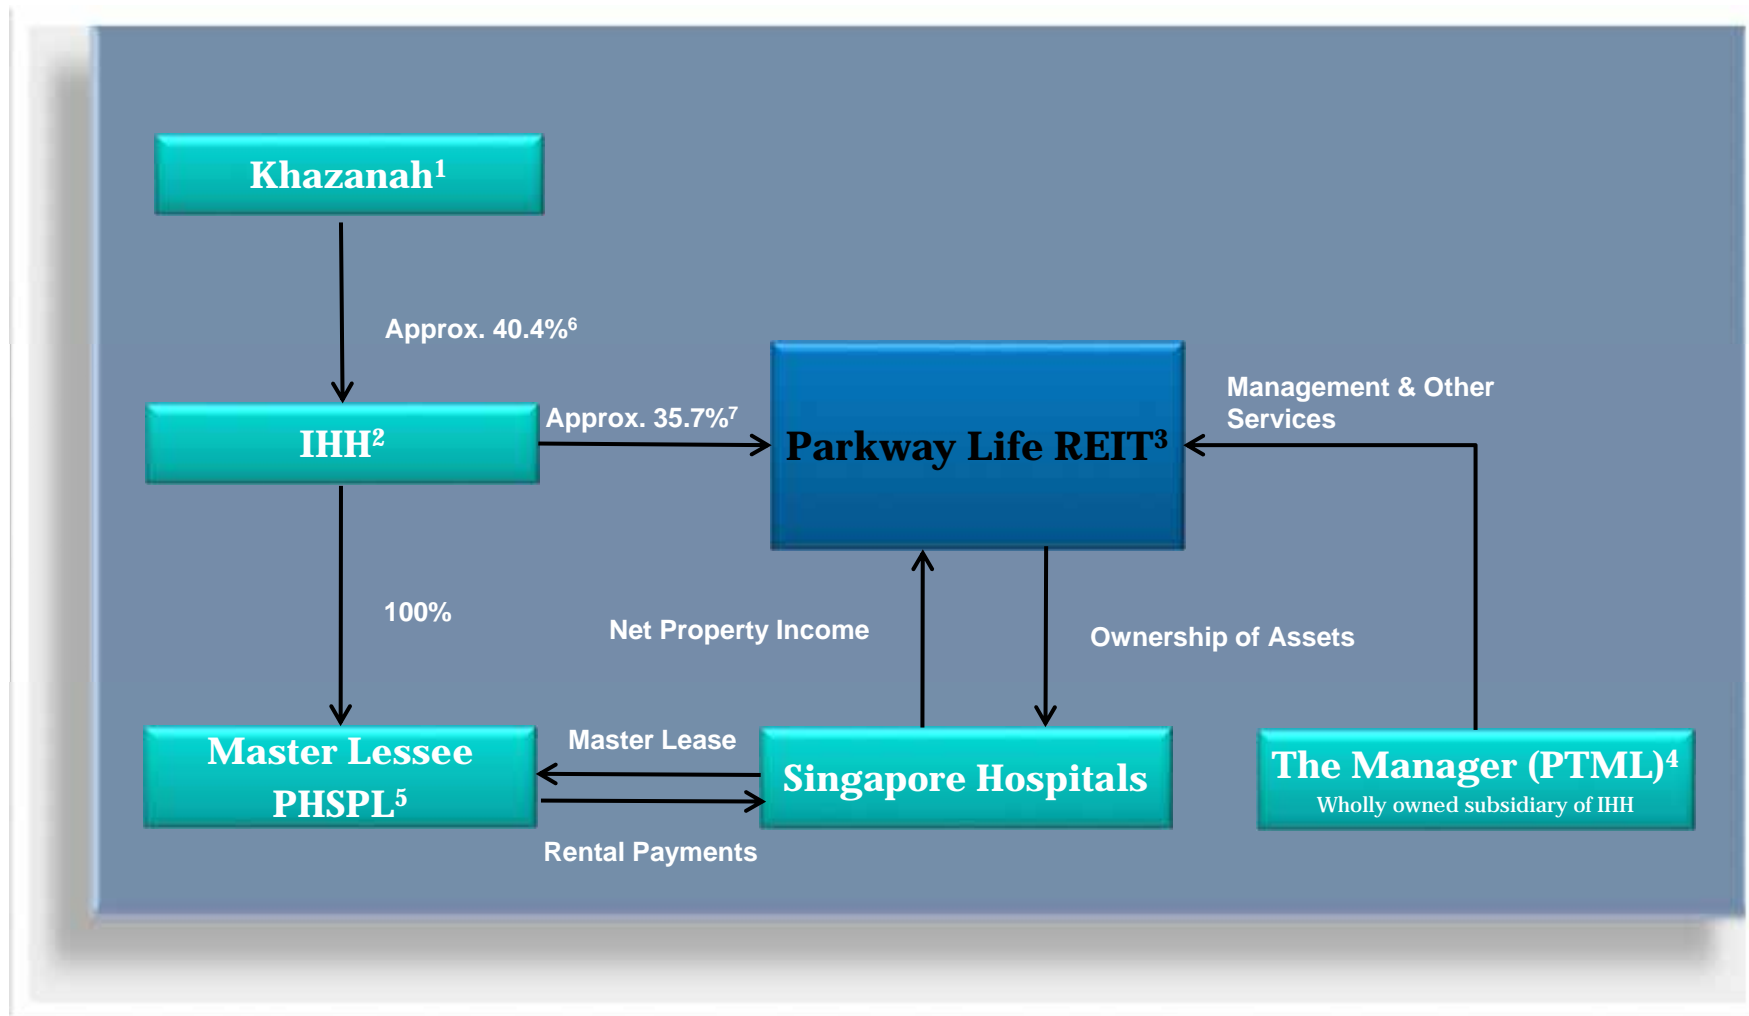 Khazanah¹
Approx. 40.4%⁶
IHH²
Approx. 35.7%⁷
Parkway Life REIT³
Management & Other
Services
100%
Net Property Income
Ownership of Assets
Master Lessee
PHSPL⁵
Master Lease
Rental Payments
Singapore Hospitals
The Manager (PTML)⁴
Wholly owned subsidiary of IHH